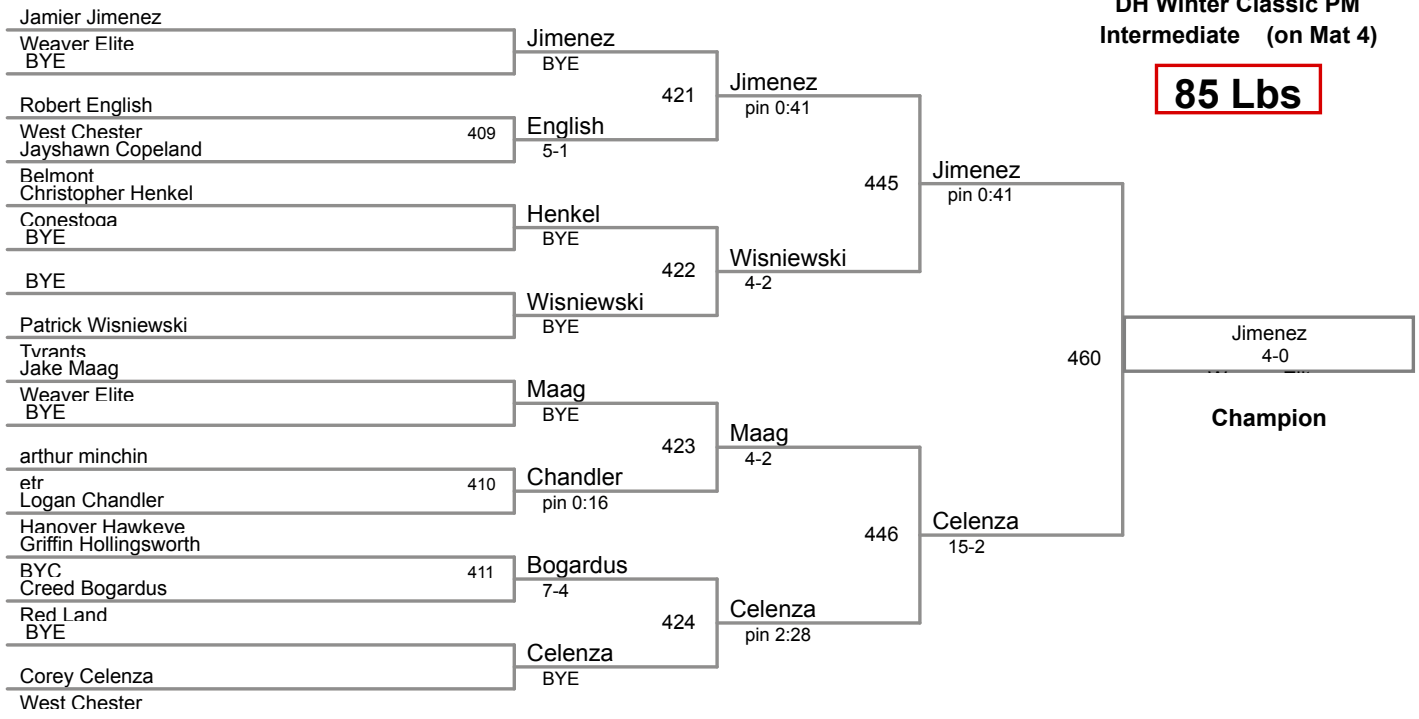 DH Winter Classic PM
Intermediate (on Mat 4)
85 Lbs
Jamier Jimenez
Weaver Elite
BYE
Robert English
West Chester
Jayshawn Copeland
Belmont
Christopher Henkel
Conestoga
BYE
BYE
Patrick Wisniewski
Tyrants
Jake Maag
Weaver Elite
BYE
arthur minchin
etr
Logan Chandler
Hanover Hawkeye
Griffin Hollingsworth
BYC
Creed Bogardus
Red Land
BYE
Corey Celenza
West Chester
409
410
411
Jimenez
BYE
English
5-1
Henkel
BYE
Wisniewski
BYE
Maag
BYE
Chandler
pin 0:16
Bogardus
7-4
Celenza
BYE
421
422
423
424
Jimenez
pin 0:41
Wisniewski
4-2
Maag
4-2
Celenza
pin 2:28
445
446
Jimenez
pin 0:41
Celenza
15-2
460
Jimenez
4-0
Champion